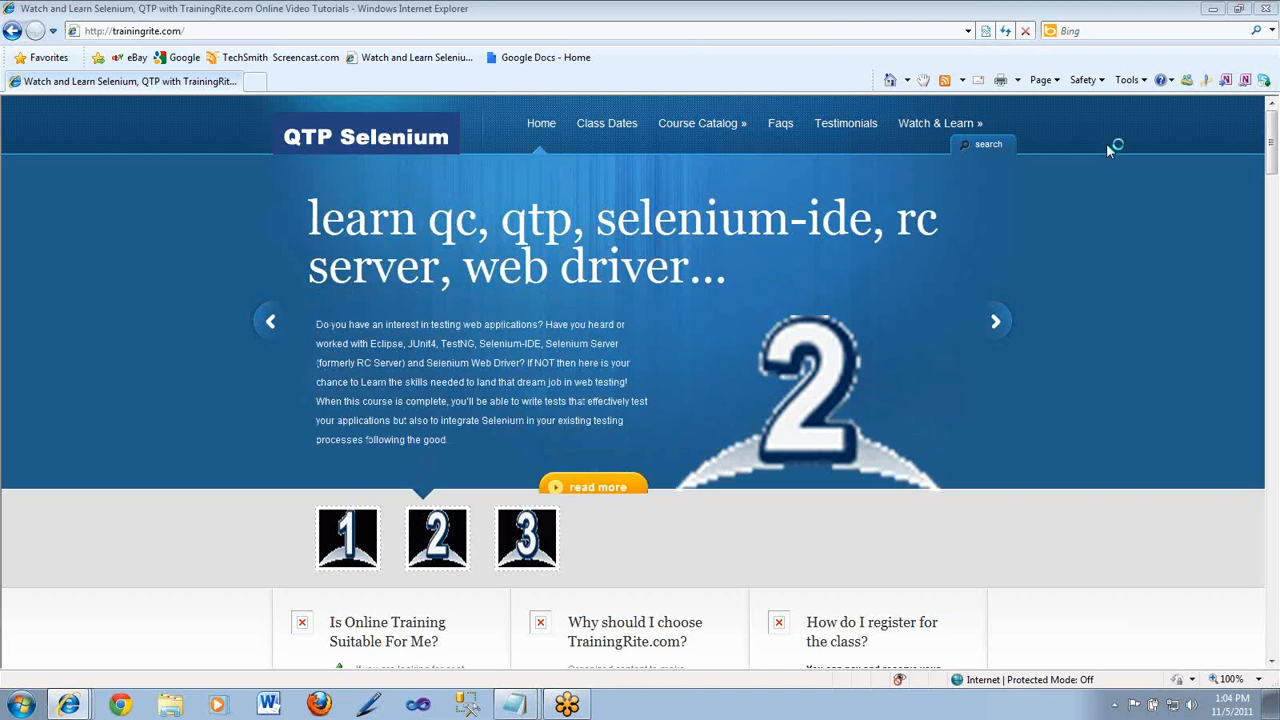 Watch and Learn Selenium, QTP with TrainingRite.com Online Video Tutorials - Windows Internet Explorer
http://trainingrite.com/
Bing
Favorites eBay Google TechSmith Screencast.com Watch and Learn Seleniu... Google Docs - Home
Watch and Learn Selenium, QTP with TrainingRite.com...
Page Safety Tools
QTP Selenium
Home Class Dates Course Catalog » Faqs Testimonials Watch & Learn »
search
learn qc, qtp, selenium-ide, rc
server, web driver...
Do you have an interest in testing web applications? Have you heard or
worked with Eclipse, JUnit4, TestNG, Selenium-IDE, Selenium Server
(formerly RC Server) and Selenium Web Driver? If NOT then here is your
chance to Learn the skills needed to land that dream job in web testing!
When this course is complete, you'll be able to write tests that effectively test
your applications but also to integrate Selenium in your existing testing
processes following the good
2
read more
1 2 3
Is Online Training
Suitable For Me?
Why should I choose
TrainingRite.com?
How do I register for
the class?
Internet | Protected Mode: Off
100%
1:04 PM
11/5/2011